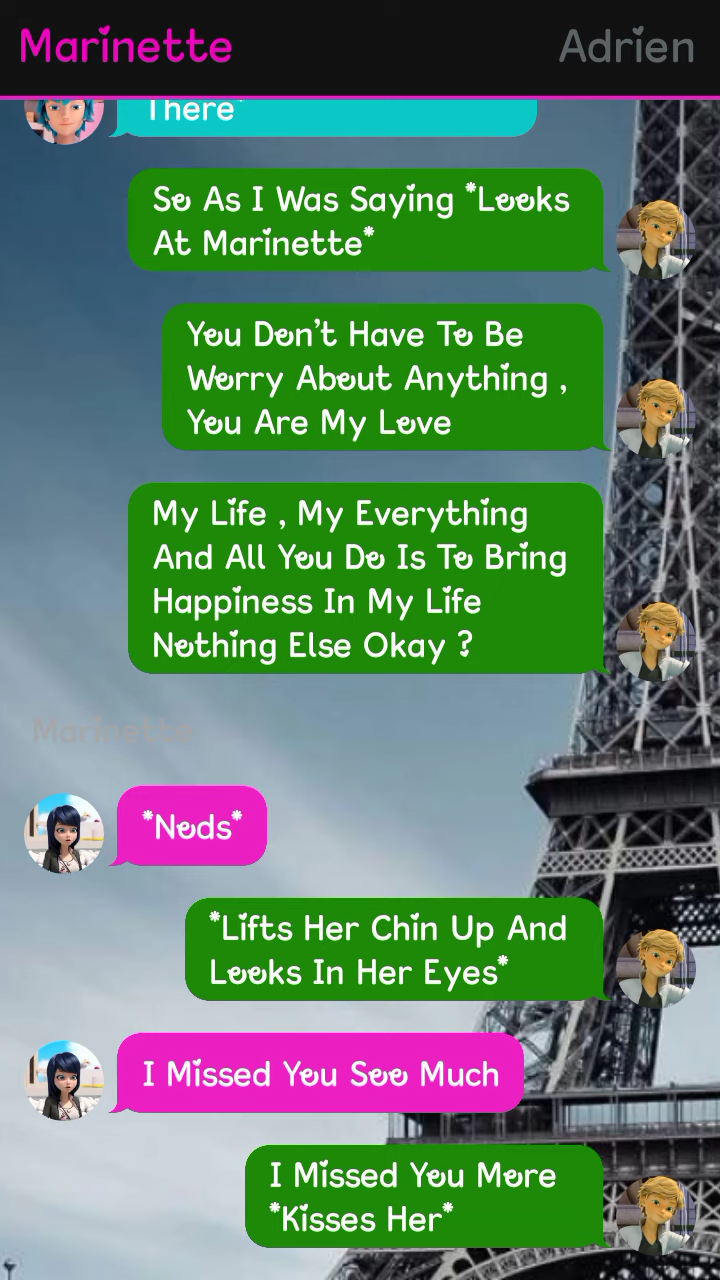 Marinette
Adrien
There*
So As I Was Saying *Looks
At Marinette*
You Don't Have To Be
Worry About Anything ,
You Are My Love
My Life , My Everything
And All You Do Is To Bring
Happiness In My Life
Nothing Else Okay ?
Marinette
*Nods*
*Lifts Her Chin Up And
Looks In Her Eyes*
I Missed You Soo Much
I Missed You More
*Kisses Her*